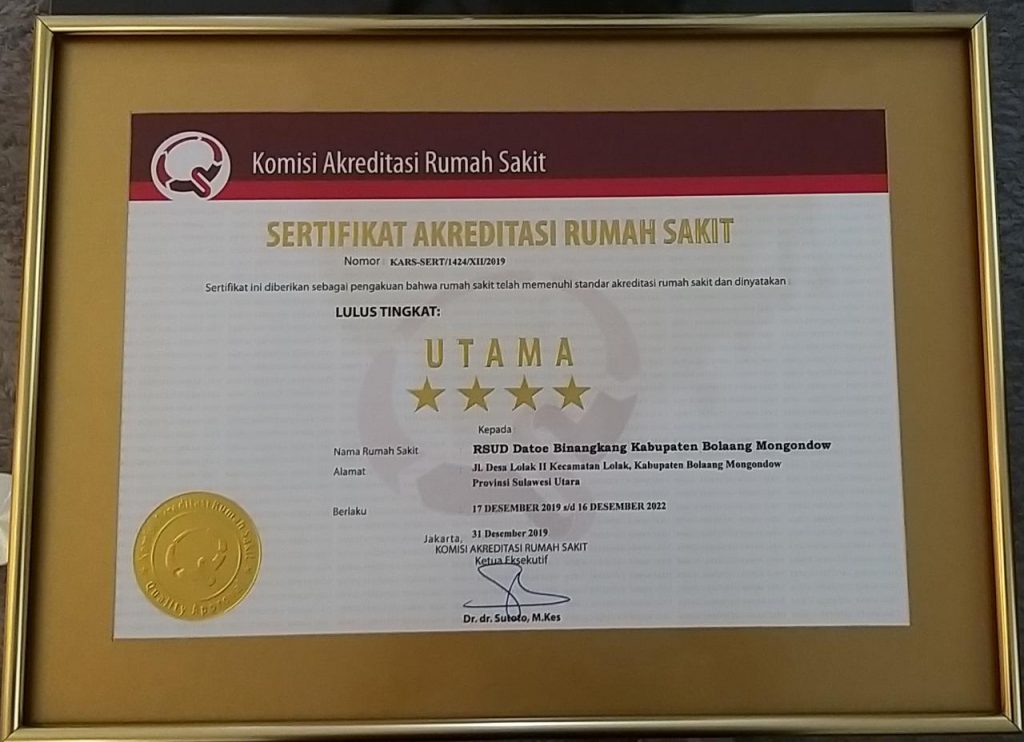 Komisi Akreditasi Rumah Sakit
SERTIFIKAT AKREDITASI RUMAH SAKIT
Nomor : KARS-SERT/1424/XII/2019
Sertifikat ini diberikan sebagai pengakuan bahwa rumah sakit telah memenuhi standar akreditasi rumah sakit dan dinyatakan :
LULUS TINGKAT:
UTAMA
Kepada :
Nama Rumah Sakit : RSUD Datoe Binangkang Kabupaten Bolaang Mongondow
Alamat : Jl. Desa Lolak II Kecamatan Lolak, Kabupaten Bolaang Mongondow
Provinsi Sulawesi Utara
Berlaku : 17 DESEMBER 2019 s/d 16 DESEMBER 2022
Jakarta, 31 Desember 2019
KOMISI AKREDITASI RUMAH SAKIT
Ketua Eksekutif
Dr. dr. Sutoto, M.Kes
Akreditasi Rumah Sakit
Quality